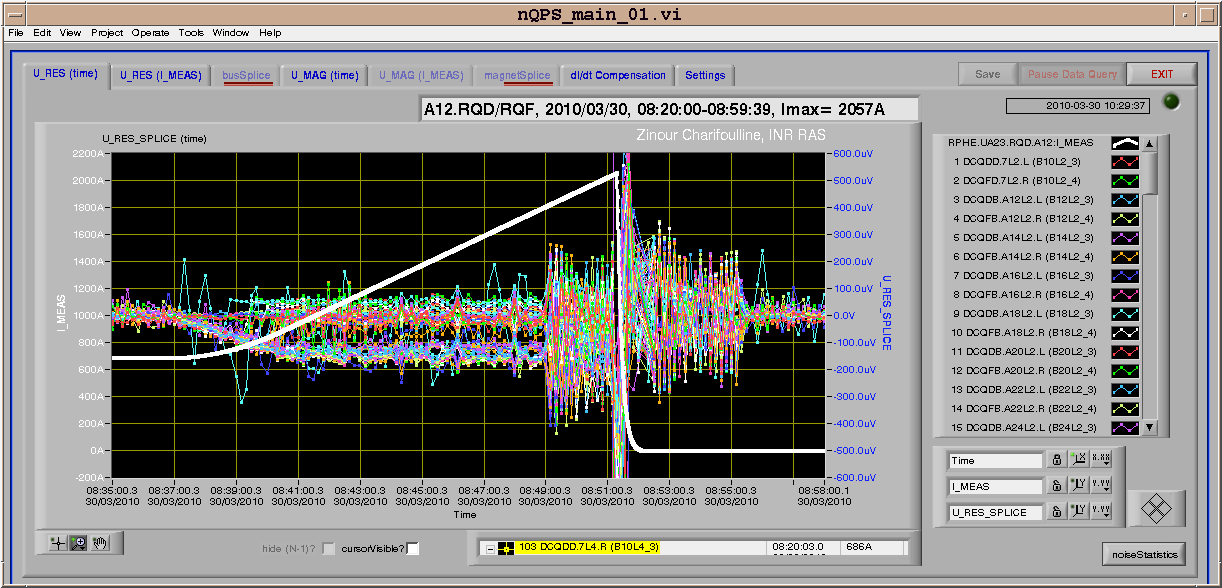 nQPS_main_01.vi
File Edit View Project Operate Tools Window Help
U_RES (time) U_RES (I_MEAS) busSplice U_MAG (time) U_MAG (I_MEAS) magnetSplice dI/dt Compensation Settings Save Pause Data Query EXIT
A12.RQD/RQF, 2010/03/30, 08:20:00-08:59:39, Imax= 2057A
2010-03-30 10:29:37
U_RES_SPLICE (time)
Zinour Charifoulline, INR RAS
2200A
2000A
1800A
1600A
1400A
1200A
1000A
800A
600A
400A
200A
0A
-200A
I_MEAS
600.0uV
500.0uV
400.0uV
300.0uV
200.0uV
100.0uV
0.0uV
-100.0uV
-200.0uV
-300.0uV
-400.0uV
-500.0uV
-600.0uV
U_RES_SPLICE
08:35:00.3 08:37:00.3 08:39:00.3 08:41:00.3 08:43:00.3 08:45:00.3 08:47:00.3 08:49:00.3 08:51:00.3 08:53:00.3 08:55:00.3 08:58:00.1
30/03/2010 30/03/2010 30/03/2010 30/03/2010 30/03/2010 30/03/2010 30/03/2010 30/03/2010 30/03/2010 30/03/2010 30/03/2010 30/03/2010
Time
RPHE.UA23.RQD.A12:I_MEAS
1 DCQDD.7L2.L (B10L2_3)
2 DCQFD.7L2.R (B10L2_4)
3 DCQDB.A12L2.L (B12L2_3)
4 DCQFB.A12L2.R (B12L2_4)
5 DCQDB.A14L2.L (B14L2_3)
6 DCQFB.A14L2.R (B14L2_4)
7 DCQDB.A16L2.L (B16L2_3)
8 DCQFB.A16L2.R (B16L2_4)
9 DCQDB.A18L2.L (B18L2_3)
10 DCQFB.A18L2.R (B18L2_4)
11 DCQDB.A20L2.L (B20L2_3)
12 DCQFB.A20L2.R (B20L2_4)
13 DCQDB.A22L2.L (B22L2_3)
14 DCQFB.A22L2.R (B22L2_4)
15 DCQDB.A24L2.L (B24L2_3)
Time
I_MEAS
U_RES_SPLICE
hide (N-1)? cursorVisible?
103 DCQDD.7L4.R (B10L4_3) 08:20:03.0 686A
noiseStatistics